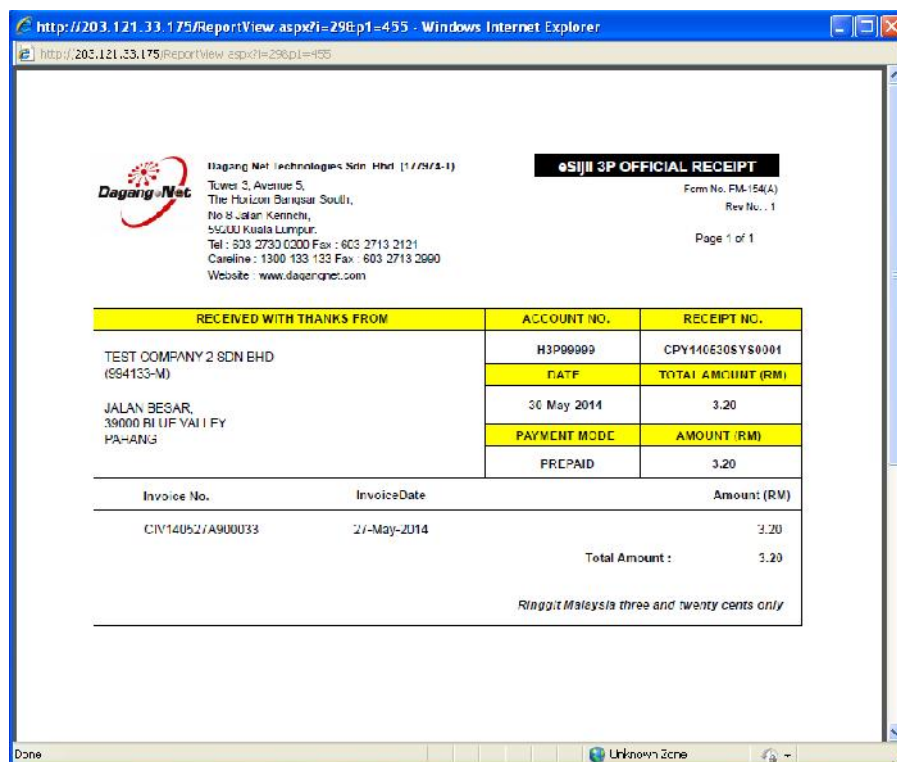 http://203.121.33.175/ReportView.aspx?i=29&p1=455 - Windows Internet Explorer
http://203.121.33.175/ReportView.aspx?i=29&p1=455
Dagang Net
Dagang Net Technologies Sdn. Bhd. (177974-T)
Tower 3, Avenue 5,
The Horizon Bangsar South,
No 8 Jalan Kerinchi,
59200 Kuala Lumpur.
Tel : 603 2730 0200 Fax : 603 2713 2121
Careline : 1300 133 133 Fax : 603 2713 2990
Website : www.dagangnet.com
eSijil 3P OFFICIAL RECEIPT
Form No. FM-154(A)
Rev No. : 1
Page 1 of 1
RECEIVED WITH THANKS FROM
TEST COMPANY 2 SDN BHD
(994133-M)
JALAN BESAR,
39000 BLUE VALLEY
PAHANG
ACCOUNT NO. RECEIPT NO.
H3P99999 CPY140530SYS0001
DATE TOTAL AMOUNT (RM)
30 May 2014 3.20
PAYMENT MODE AMOUNT (RM)
PREPAID 3.20
Invoice No. InvoiceDate Amount (RM)
CIV140527A900033 27-May-2014 3.20
Total Amount : 3.20
Ringgit Malaysia three and twenty cents only
Done Unknown Zone